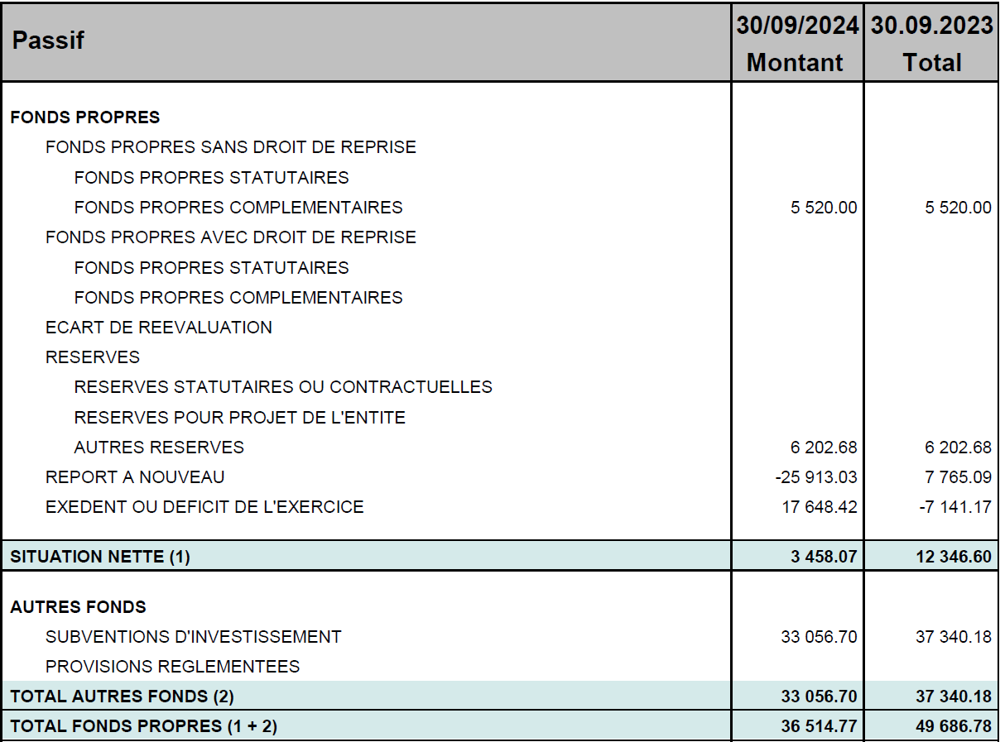 Passif 30/09/2024 30.09.2023
Montant Total
FONDS PROPRES
FONDS PROPRES SANS DROIT DE REPRISE
FONDS PROPRES STATUTAIRES
FONDS PROPRES COMPLEMENTAIRES 5 520.00 5 520.00
FONDS PROPRES AVEC DROIT DE REPRISE
FONDS PROPRES STATUTAIRES
FONDS PROPRES COMPLEMENTAIRES
ECART DE REEVALUATION
RESERVES
RESERVES STATUTAIRES OU CONTRACTUELLES
RESERVES POUR PROJET DE L'ENTITE
AUTRES RESERVES 6 202.68 6 202.68
REPORT A NOUVEAU -25 913.03 7 765.09
EXEDENT OU DEFICIT DE L'EXERCICE 17 648.42 -7 141.17
SITUATION NETTE (1) 3 458.07 12 346.60
AUTRES FONDS
SUBVENTIONS D'INVESTISSEMENT 33 056.70 37 340.18
PROVISIONS REGLEMENTEES
TOTAL AUTRES FONDS (2) 33 056.70 37 340.18
TOTAL FONDS PROPRES (1 + 2) 36 514.77 49 686.78